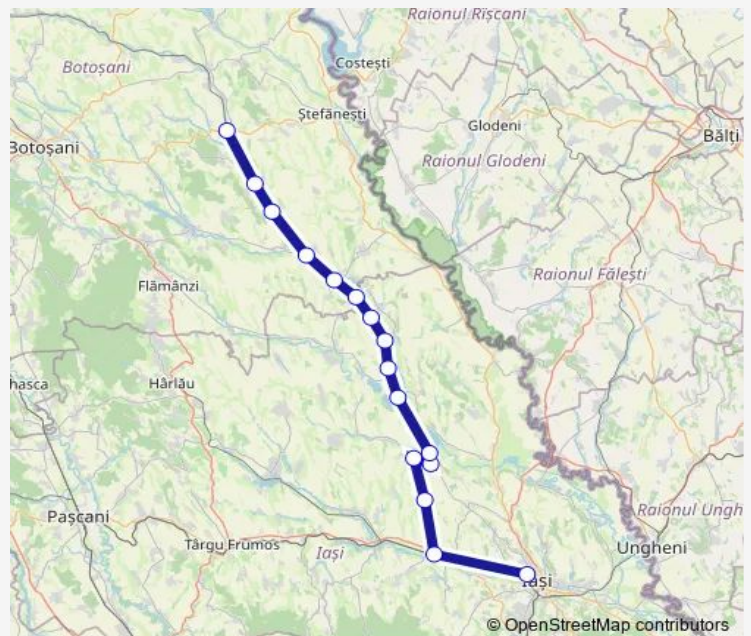 Raionul Rîșcani
Costești
Botoșani
Ștefănești
Glodeni
Bălți
Botoșani
Raionul Glodeni
Raionul Fălești
Flămânzi
hasca
Hârlău
Pașcani
Raionul Ungh
Târgu Frumos
Iași
Ungheni
Iași
© OpenStreetMap contributors